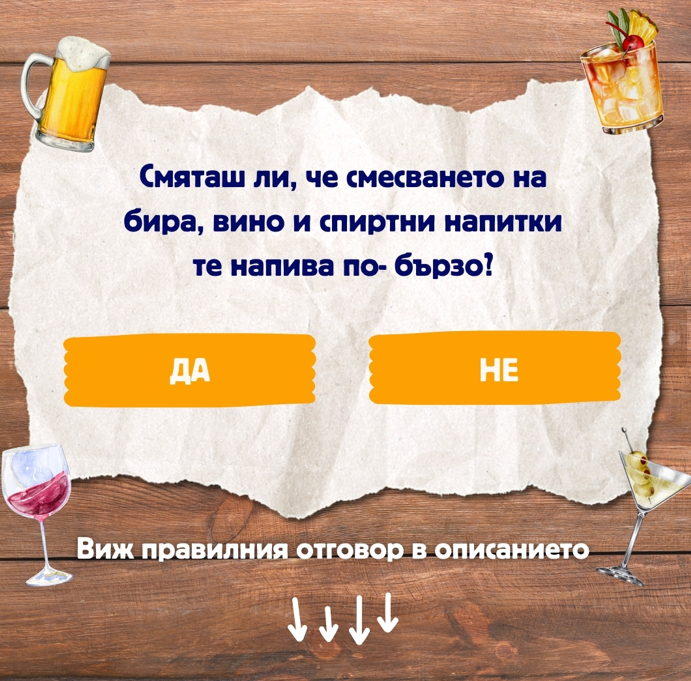 Смяташ ли, че смесването на
бира, вино и спиртни напитки
те напива по- бързо?
ДА
НЕ
Виж правилния отговор в описанието